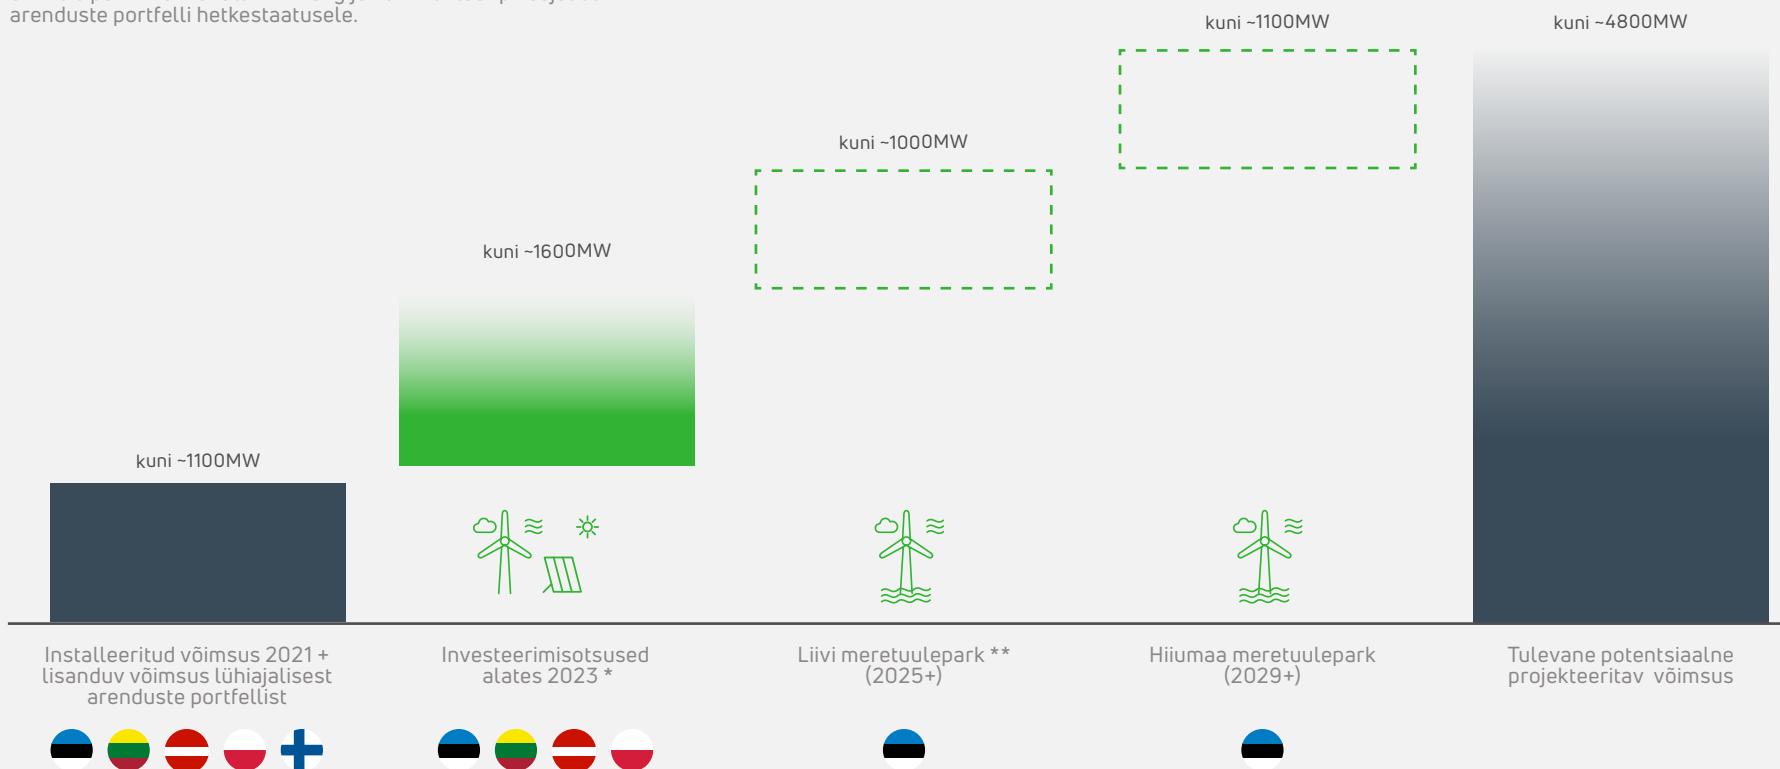 arenduste portfelli hetkestaatusele.
kuni ~1100MW
kuni ~4800MW
kuni ~1000MW
kuni ~1600MW
kuni ~1100MW
Installeeritud võimsus 2021 +
lisanduv võimsus lühiajalisest
arenduste portfellist
Investeerimisotsused
alates 2023 *
Liivi meretuulepark **
(2025+)
Hiiumaa meretuulepark
(2029+)
Tulevane potentsiaalne
projekteeritav võimsus